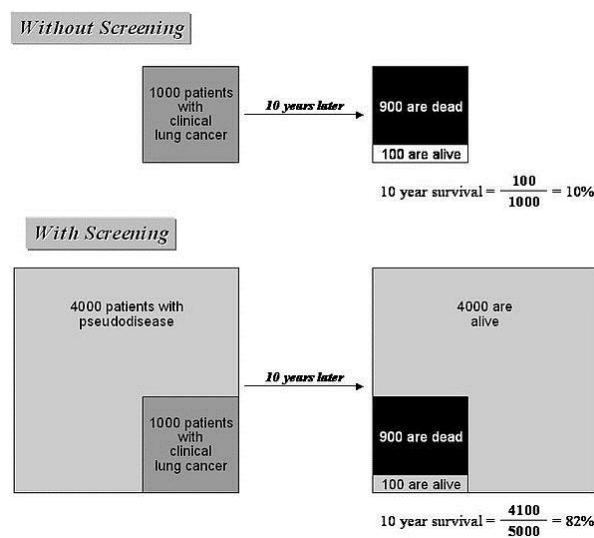 Without Screening
1000 patients
with
clinical
lung cancer
10 years later
900 are dead
100 are alive
10 year survival = 100/1000 = 10%
With Screening
4000 patients with
pseudodisease
1000 patients
with
clinical
lung cancer
10 years later
4000 are
alive
900 are dead
100 are alive
10 year survival = 4100/5000 = 82%